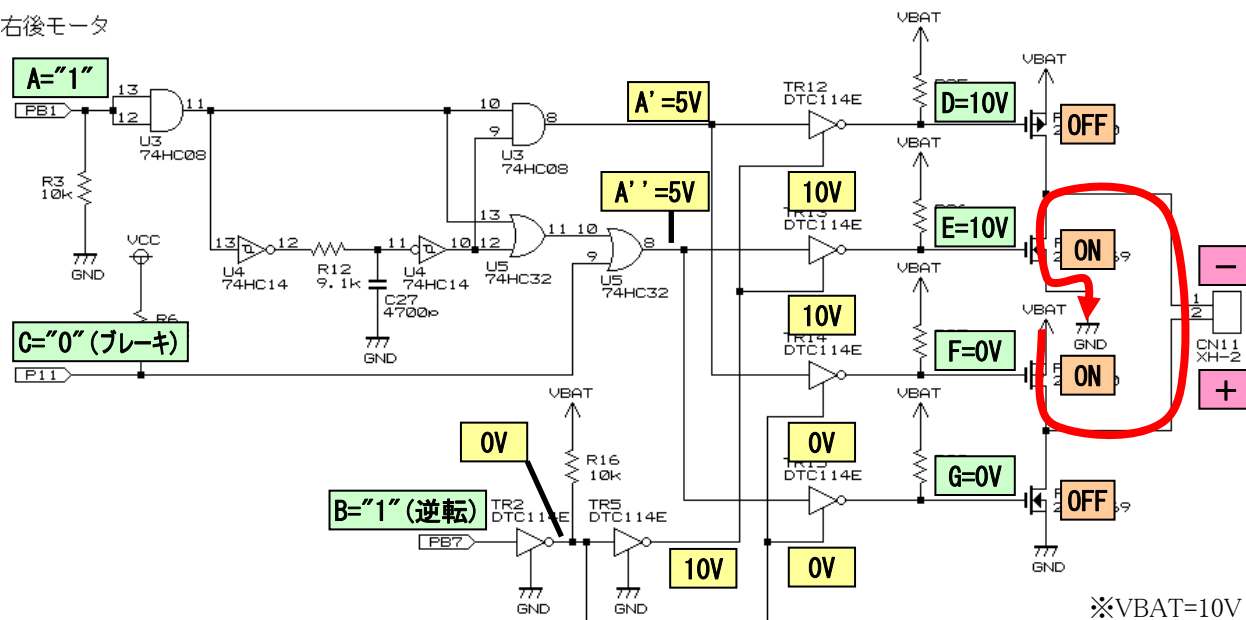 右後モータ
A="1"
PB1
13
12
11
U3
74HC08
R3
10k
GND
VCC
R6
C="0"(ブレーキ)
P11
13
12
U4
74HC14
R12
9.1k
C27
4700p
GND
11
10
U4
74HC14
10
9
8
U3
74HC08
13
12
11
U5
74HC32
10
9
8
U5
74HC32
A'=5V
A''=5V
0V
VBAT
R16
10k
B="1"(逆転)
PB7
TR2
DTC114E
GND
TR5
DTC114E
GND
10V
TR12
DTC114E
10V
TR13
DTC114E
10V
TR14
DTC114E
0V
TR15
DTC114E
0V
VBAT
D=10V
VBAT
E=10V
VBAT
F=0V
VBAT
G=0V
VBAT
OFF
ON
GND
VBAT
ON
OFF
GND
−
1
2
CN11
XH-2
+
※VBAT=10V